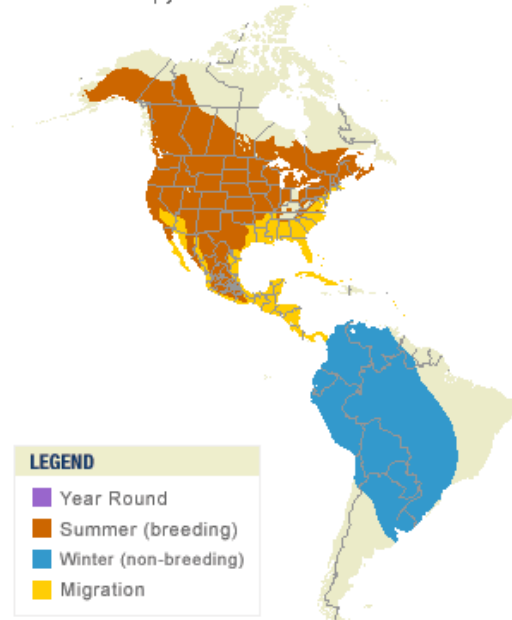 LEGEND
Year Round
Summer (breeding)
Winter (non-breeding)
Migration